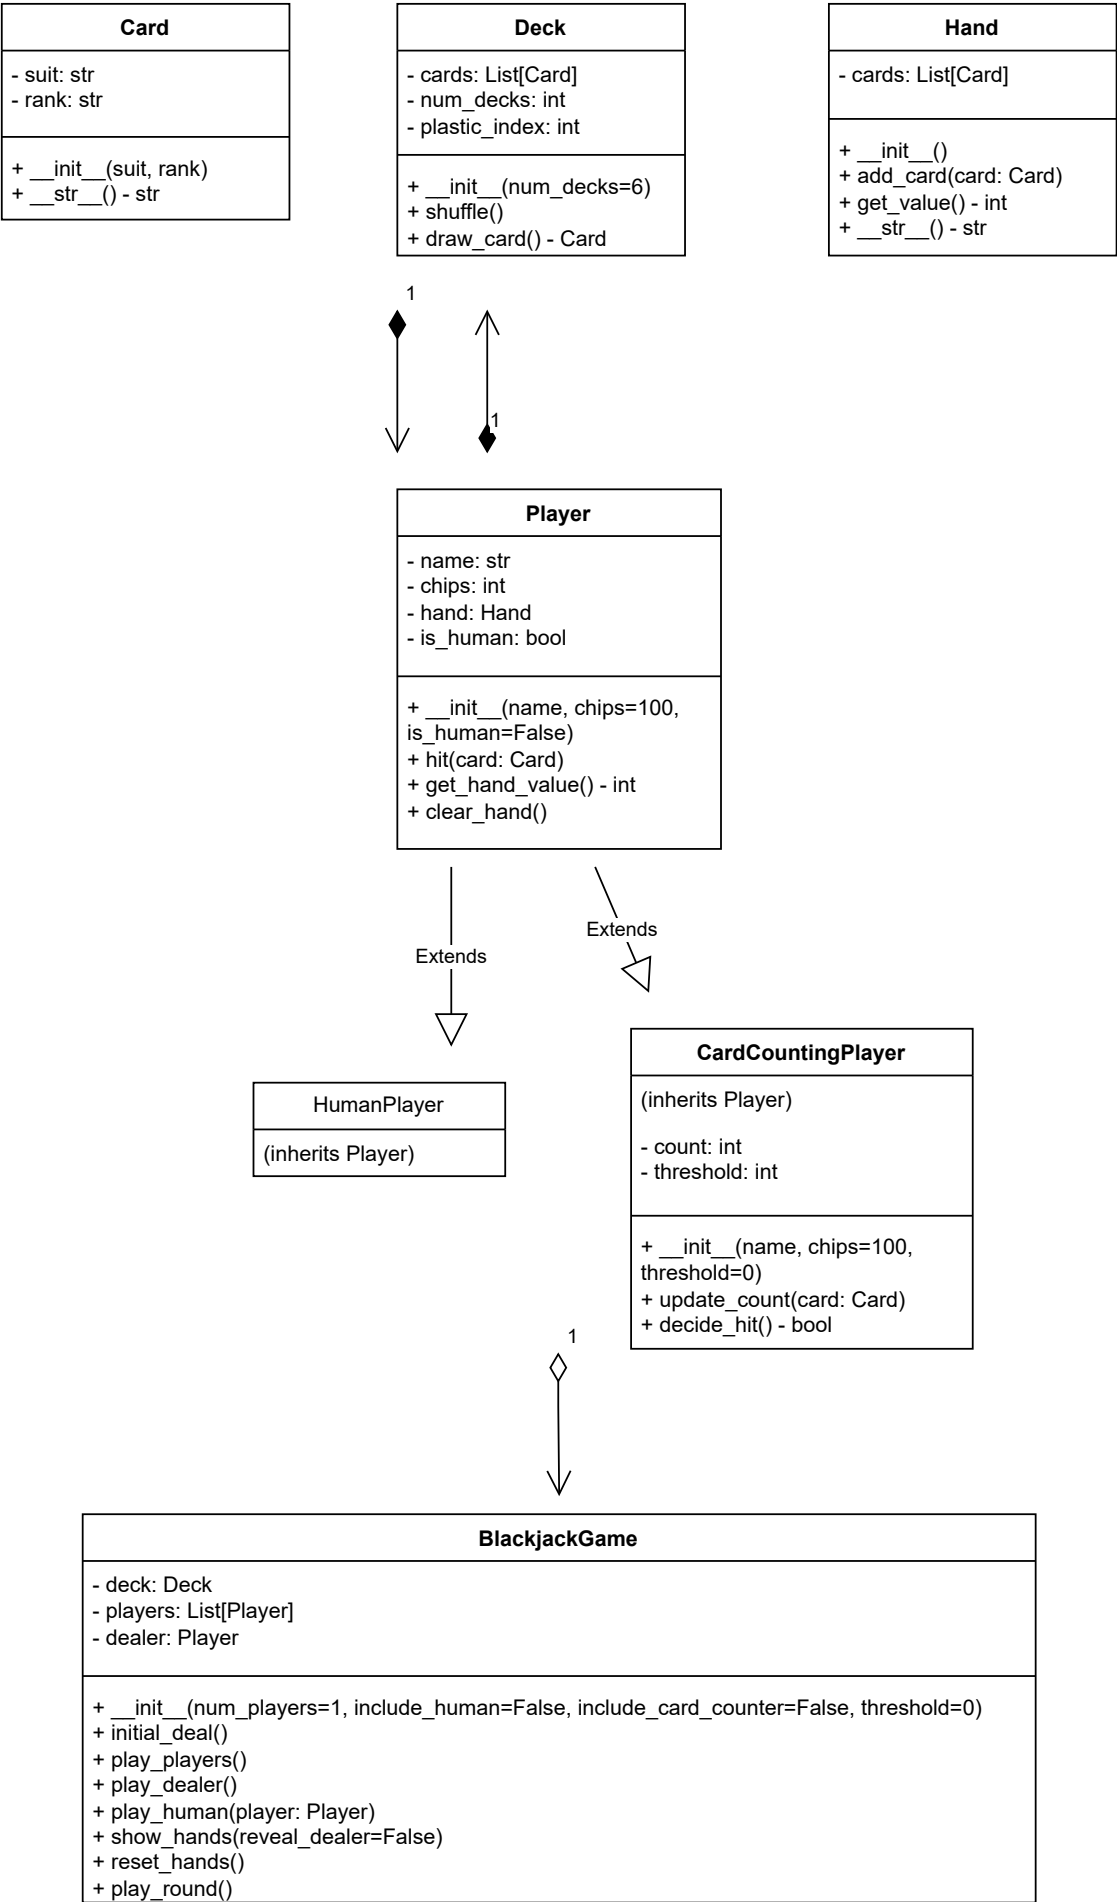 Card
- suit: str
- rank: str
+ __init__(suit, rank)
+ __str__() - str
Deck
- cards: List[Card]
- num_decks: int
- plastic_index: int
+ __init__(num_decks=6)
+ shuffle()
+ draw_card() - Card
Hand
- cards: List[Card]
+ __init__()
+ add_card(card: Card)
+ get_value() - int
+ __str__() - str
1
1
Player
- name: str
- chips: int
- hand: Hand
- is_human: bool
+ __init__(name, chips=100,
is_human=False)
+ hit(card: Card)
+ get_hand_value() - int
+ clear_hand()
Extends
Extends
HumanPlayer
(inherits Player)
CardCountingPlayer
(inherits Player)
- count: int
- threshold: int
+ __init__(name, chips=100,
threshold=0)
+ update_count(card: Card)
+ decide_hit() - bool
1
BlackjackGame
- deck: Deck
- players: List[Player]
- dealer: Player
+ __init__(num_players=1, include_human=False, include_card_counter=False, threshold=0)
+ initial_deal()
+ play_players()
+ play_dealer()
+ play_human(player: Player)
+ show_hands(reveal_dealer=False)
+ reset_hands()
+ play_round()